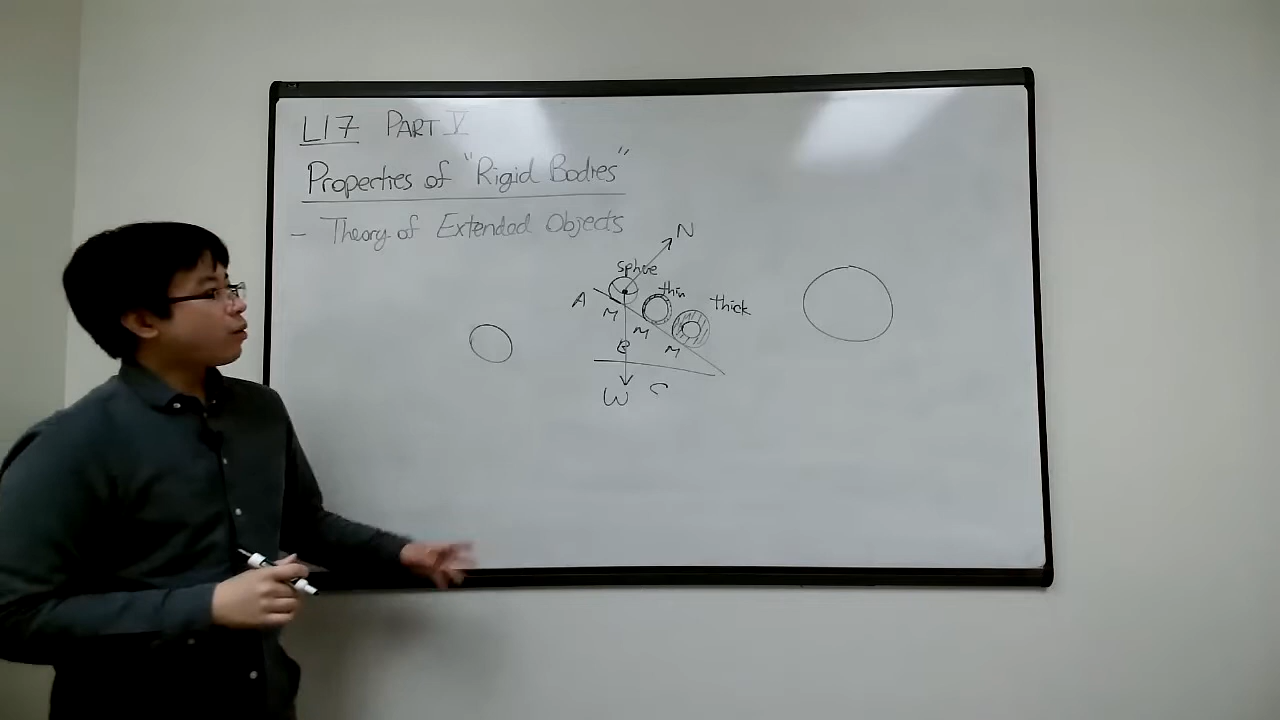 L17 PART V
Properties of "Rigid Bodies"
- Theory of Extended Objects
N
sphere
thin
thick
A
M
M
M
B
W
C